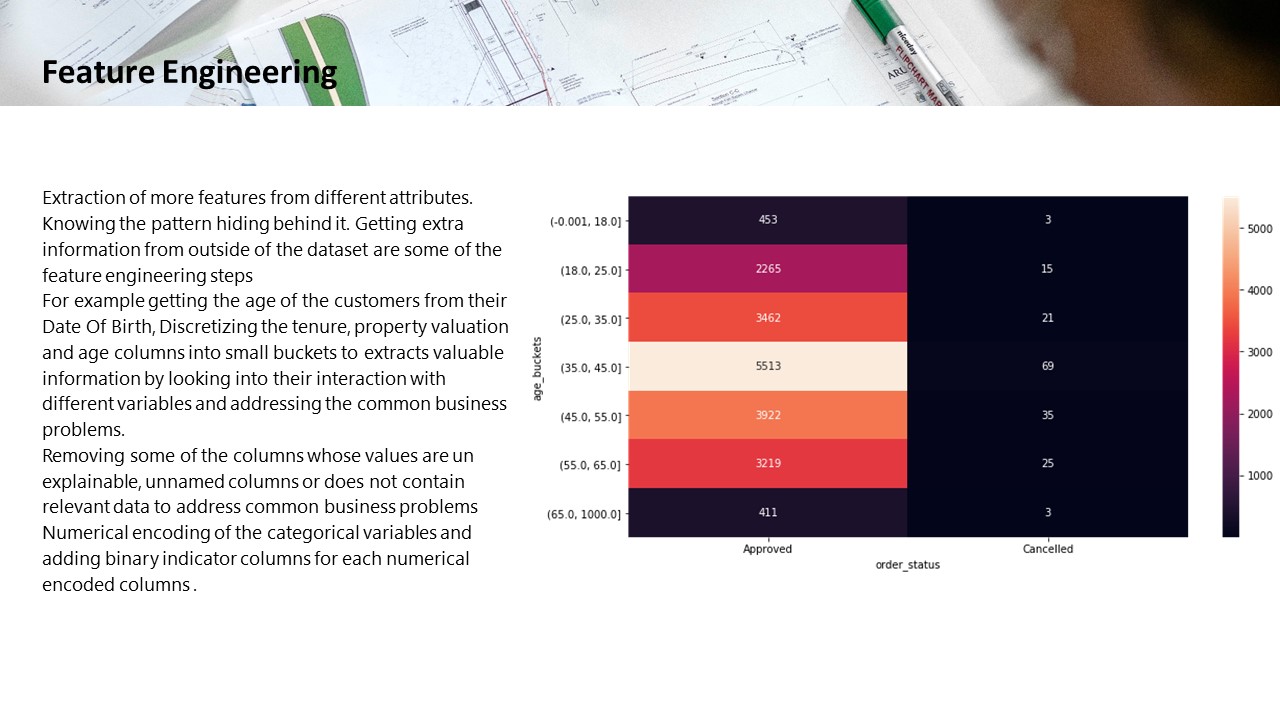 Feature Engineering
niceday
FLIPCHART MAR
ARU
Section C-C
Extraction of more features from different attributes.
Knowing the pattern hiding behind it. Getting extra
information from outside of the dataset are some of the
feature engineering steps
For example getting the age of the customers from their
Date Of Birth, Discretizing the tenure, property valuation
and age columns into small buckets to extracts valuable
information by looking into their interaction with
different variables and addressing the common business
problems.
Removing some of the columns whose values are un
explainable, unnamed columns or does not contain
relevant data to address common business problems
Numerical encoding of the categorical variables and
adding binary indicator columns for each numerical
encoded columns .
age_buckets
(-0.001, 18.0] 453 3
(18.0, 25.0] 2265 15
(25.0, 35.0] 3462 21
(35.0, 45.0] 5513 69
(45.0, 55.0] 3922 35
(55.0, 65.0] 3219 25
(65.0, 1000.0] 411 3
Approved Cancelled
order_status
5000
4000
3000
2000
1000